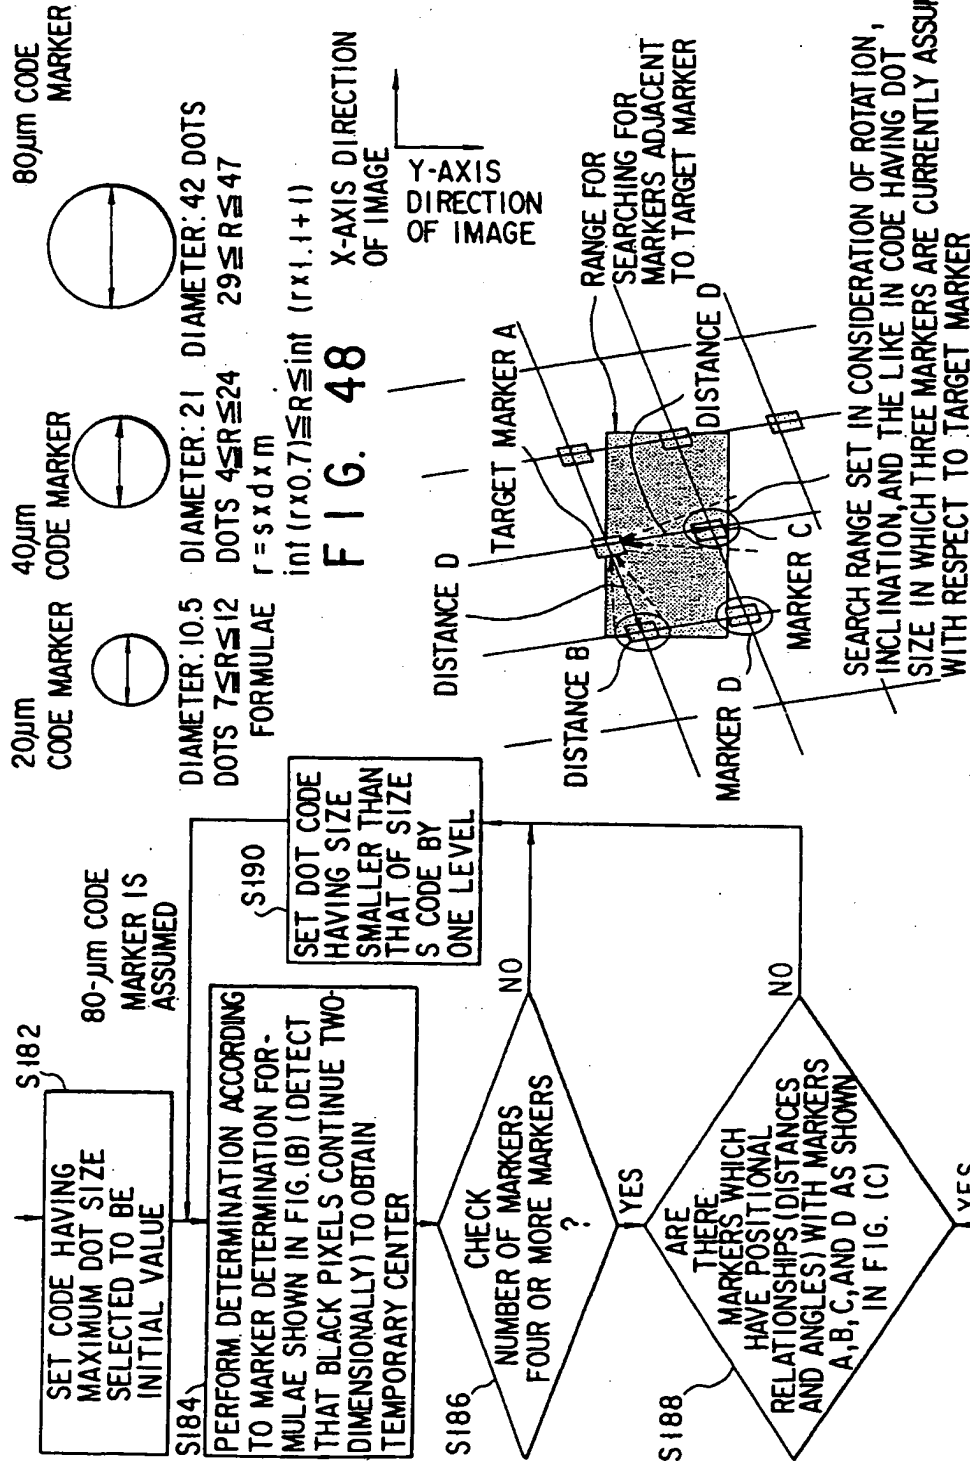 S182
SET CODE HAVING
MAXIMUM DOT SIZE
SELECTED TO BE
INITIAL VALUE
80-µm CODE
MARKER IS
ASSUMED
S184
PERFORM DETERMINATION ACCORDING
TO MARKER DETERMINATION FOR-
MULAE SHOWN IN FIG.(B) (DETECT
THAT BLACK PIXELS CONTINUE TWO-
DIMENSIONALLY) TO OBTAIN
TEMPORARY CENTER
S190
SET DOT CODE
HAVING SIZE
SMALLER THAN
THAT OF SIZE
S CODE BY
ONE LEVEL
S186
CHECK
NUMBER OF MARKERS
FOUR OR MORE MARKERS
?
NO
YES
S188
ARE
THERE
MARKERS WHICH
HAVE POSITIONAL
RELATIONSHIPS (DISTANCES
AND ANGLES) WITH MARKERS
A,B,C,AND D AS SHOWN
IN FIG. (C)
NO
YES
20µm
CODE MARKER
40µm
CODE MARKER
80µm CODE
MARKER
DIAMETER:10.5
DOTS 7≦R≦12
DIAMETER:21
DOTS 4≦R≦24
DIAMETER:42 DOTS
29≦R≦47
FORMULAE
r = s x d x m
int (r x 0.7) ≦R≦ int (r x 1.1+1)
FIG. 48
X-AXIS DIRECTION
OF IMAGE
Y-AXIS
DIRECTION
OF IMAGE
DISTANCE D
TARGET MARKER A
RANGE FOR
SEARCHING FOR
MARKERS ADJACENT
TO TARGET MARKER
DISTANCE B
DISTANCE D
MARKER D
MARKER C
SEARCH RANGE SET IN CONSIDERATION OF ROTATION,
INCLINATION, AND THE LIKE IN CODE HAVING DOT
SIZE IN WHICH THREE MARKERS ARE CURRENTLY ASSUM
WITH RESPECT TO TARGET MARKER